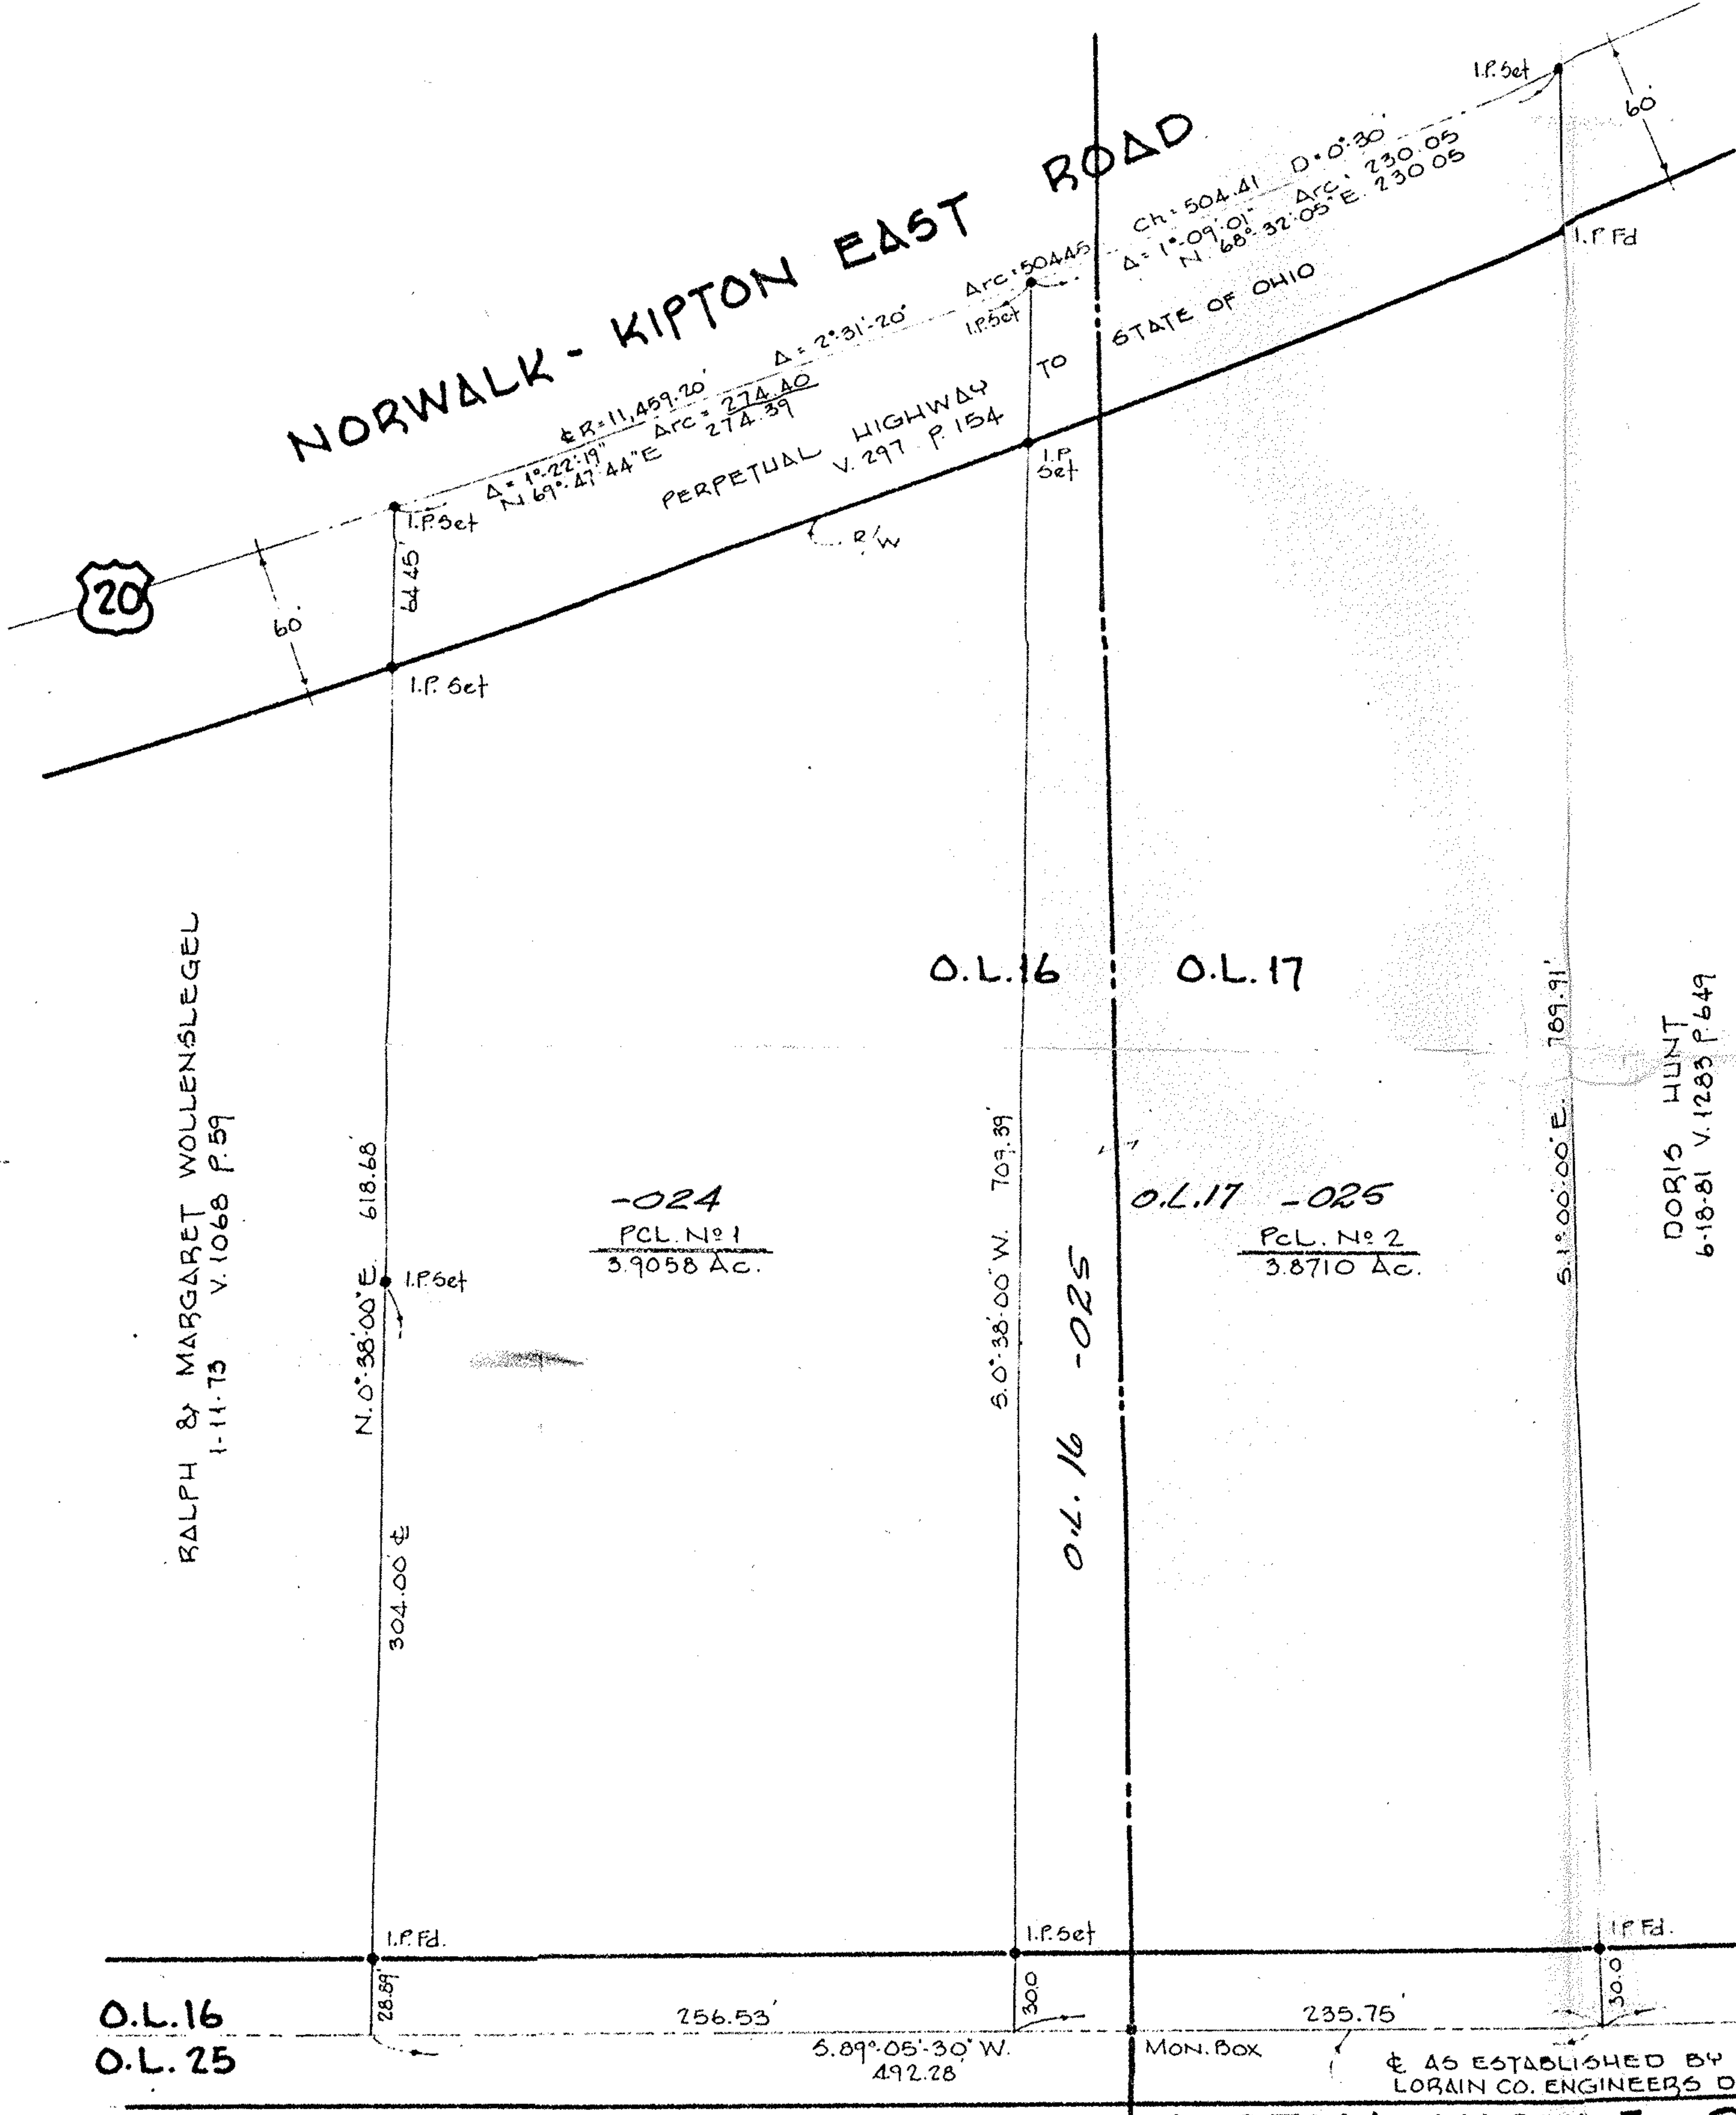 NORWALK - KIPTON EAST ROAD
I.P. Set
60'
Ch = 504.41 D = 0°-30'
Δ = 1°-09'-01" Arc = 230.05
N. 68°-32'-05" E. 230.05
I.P. Fd
Arc = 504.45
I.P. Set
STATE OF OHIO
TO
Δ = 2°-31'-20"
℄ R = 11,459.20'
Δ = 1°-22'-19" Arc = 274.40
N. 69°-47'-44" E 274.39
PERPETUAL HIGHWAY
V. 297 P. 154
I.P. Set
R/W
I.P. Set
20
60'
64.45'
I.P. Set
O.L. 16
O.L. 17
RALPH & MARGARET WOLLENSLEGEL
1-11-73 V. 1068 P. 59
N. 0°-38'-00" E. 618.68'
I.P. Set
304.00 ℄
-024
PCL. Nº 1
3.9058 Ac.
S. 0°-38'-00" W. 709.39'
O.L. 16 -025
O.L. 17 -025
PCL. Nº 2
3.8710 Ac.
S. 1°-00'-00" E. 789.91'
DORIS HUNT
6-18-81 V. 1283 P. 649
I.P. Fd.
I.P. Set
I.P. Fd.
28.89'
30.0
30.0
O.L. 16
256.53'
235.75'
O.L. 25
S. 89°-05'-30" W.
492.28'
MON. BOX
℄ AS ESTABLISHED BY
LORAIN CO. ENGINEERS